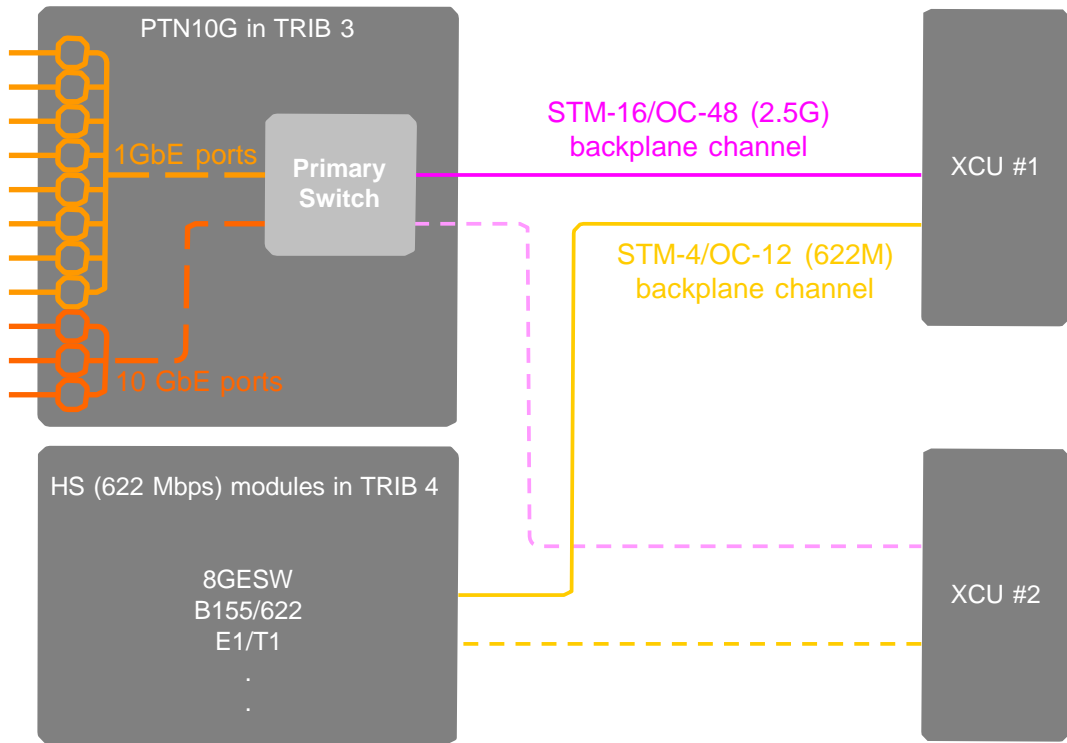 PTN10G in TRIB 3
1GbE ports
Primary
Switch
10 GbE ports
STM-16/OC-48 (2.5G)
backplane channel
XCU #1
STM-4/OC-12 (622M)
backplane channel
HS (622 Mbps) modules in TRIB 4
8GESW
B155/622
E1/T1
.
.
XCU #2